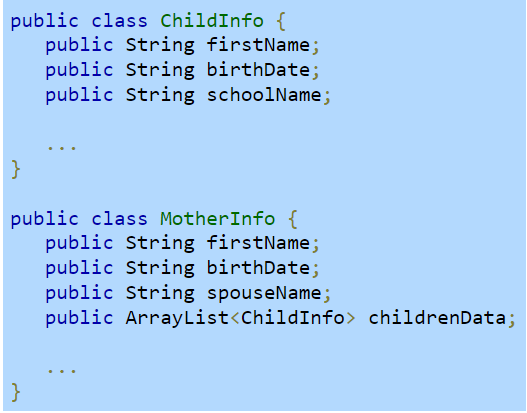 public class ChildInfo {
   public String firstName;
   public String birthDate;
   public String schoolName;

   ...
}

public class MotherInfo {
   public String firstName;
   public String birthDate;
   public String spouseName;
   public ArrayList<ChildInfo> childrenData;

   ...
}